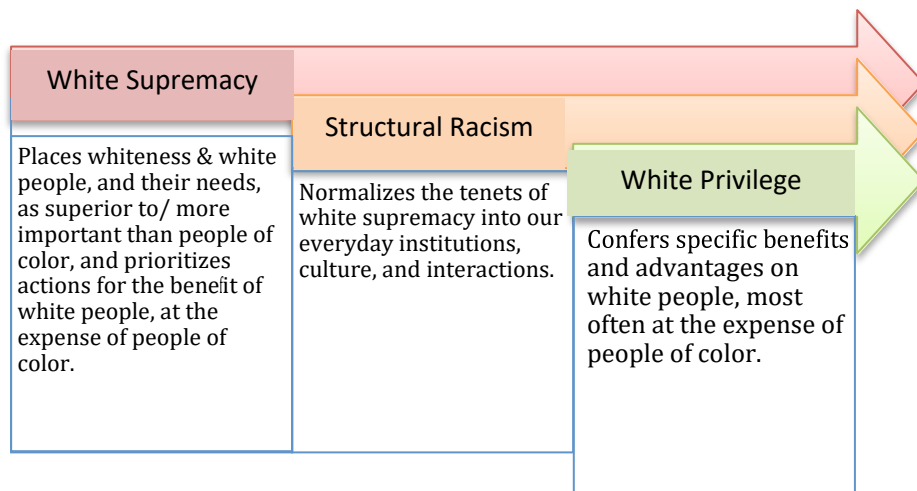 White Supremacy
Places whiteness & white
people, and their needs,
as superior to/ more
important than people of
color, and prioritizes
actions for the benefit of
white people, at the
expense of people of
color.
Structural Racism
Normalizes the tenets of
white supremacy into our
everyday institutions,
culture, and interactions.
White Privilege
Confers specific benefits
and advantages on
white people, most
often at the expense of
people of color.